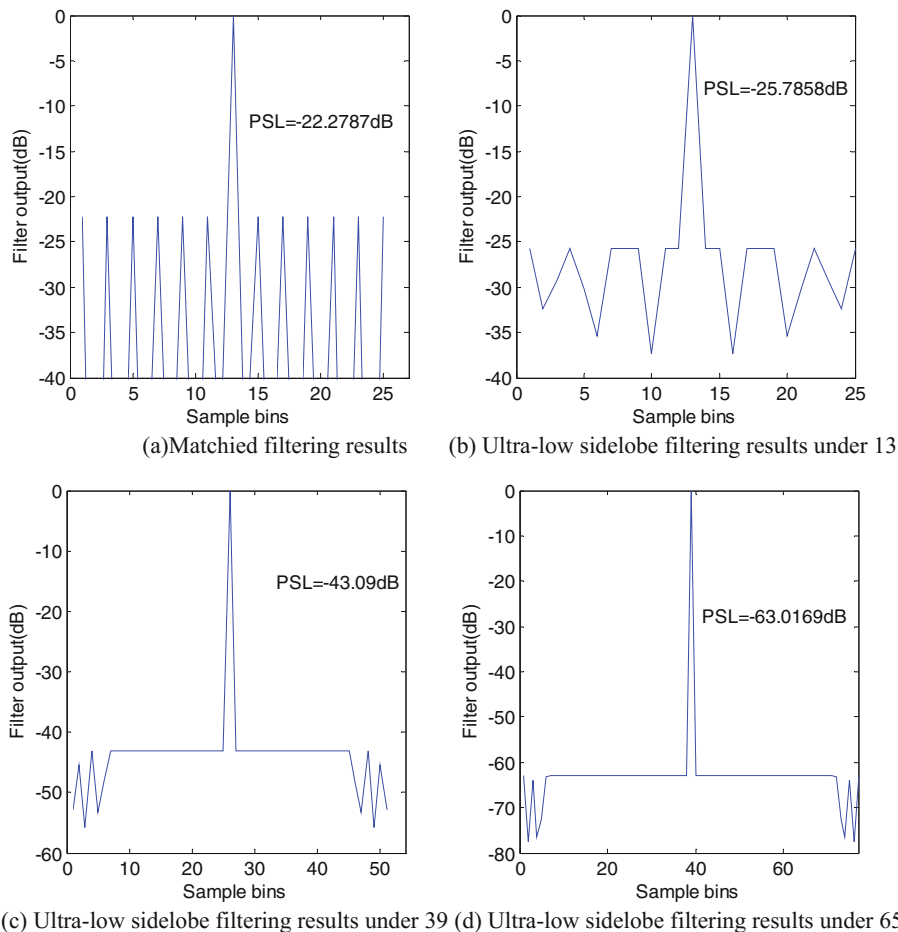 0
-5
-10
-15
-20
-25
-30
-35
-40
0 5 10 15 20 25
Filter output(dB)
PSL=-22.2787dB
Sample bins
(a)Matchied filtering results
0
-5
-10
-15
-20
-25
-30
-35
-40
0 5 10 15 20 25
Filter output(dB)
PSL=-25.7858dB
Sample bins
(b) Ultra-low sidelobe filtering results under 13
0
-10
-20
-30
-40
-50
-60
0 10 20 30 40 50
Filter output(dB)
PSL=-43.09dB
Sample bins
(c) Ultra-low sidelobe filtering results under 39
0
-10
-20
-30
-40
-50
-60
-70
-80
0 20 40 60
Filter output(dB)
PSL=-63.0169dB
Sample bins
(d) Ultra-low sidelobe filtering results under 65